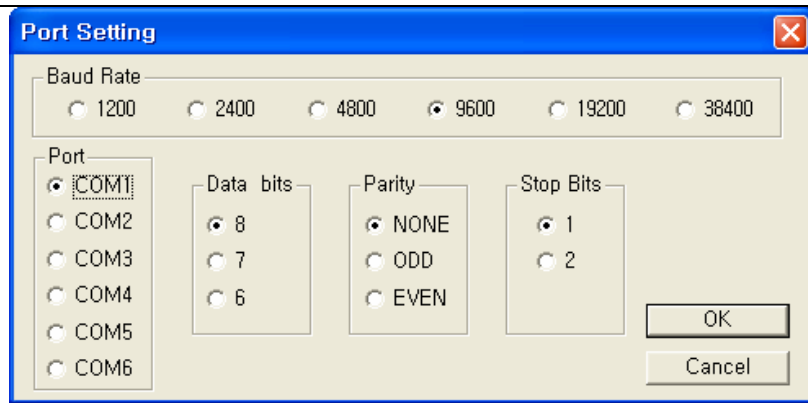 Port Setting
Baud Rate
1200 2400 4800 9600 19200 38400
Port
COM1
COM2
COM3
COM4
COM5
COM6
Data bits
8
7
6
Parity
NONE
ODD
EVEN
Stop Bits
1
2
OK
Cancel